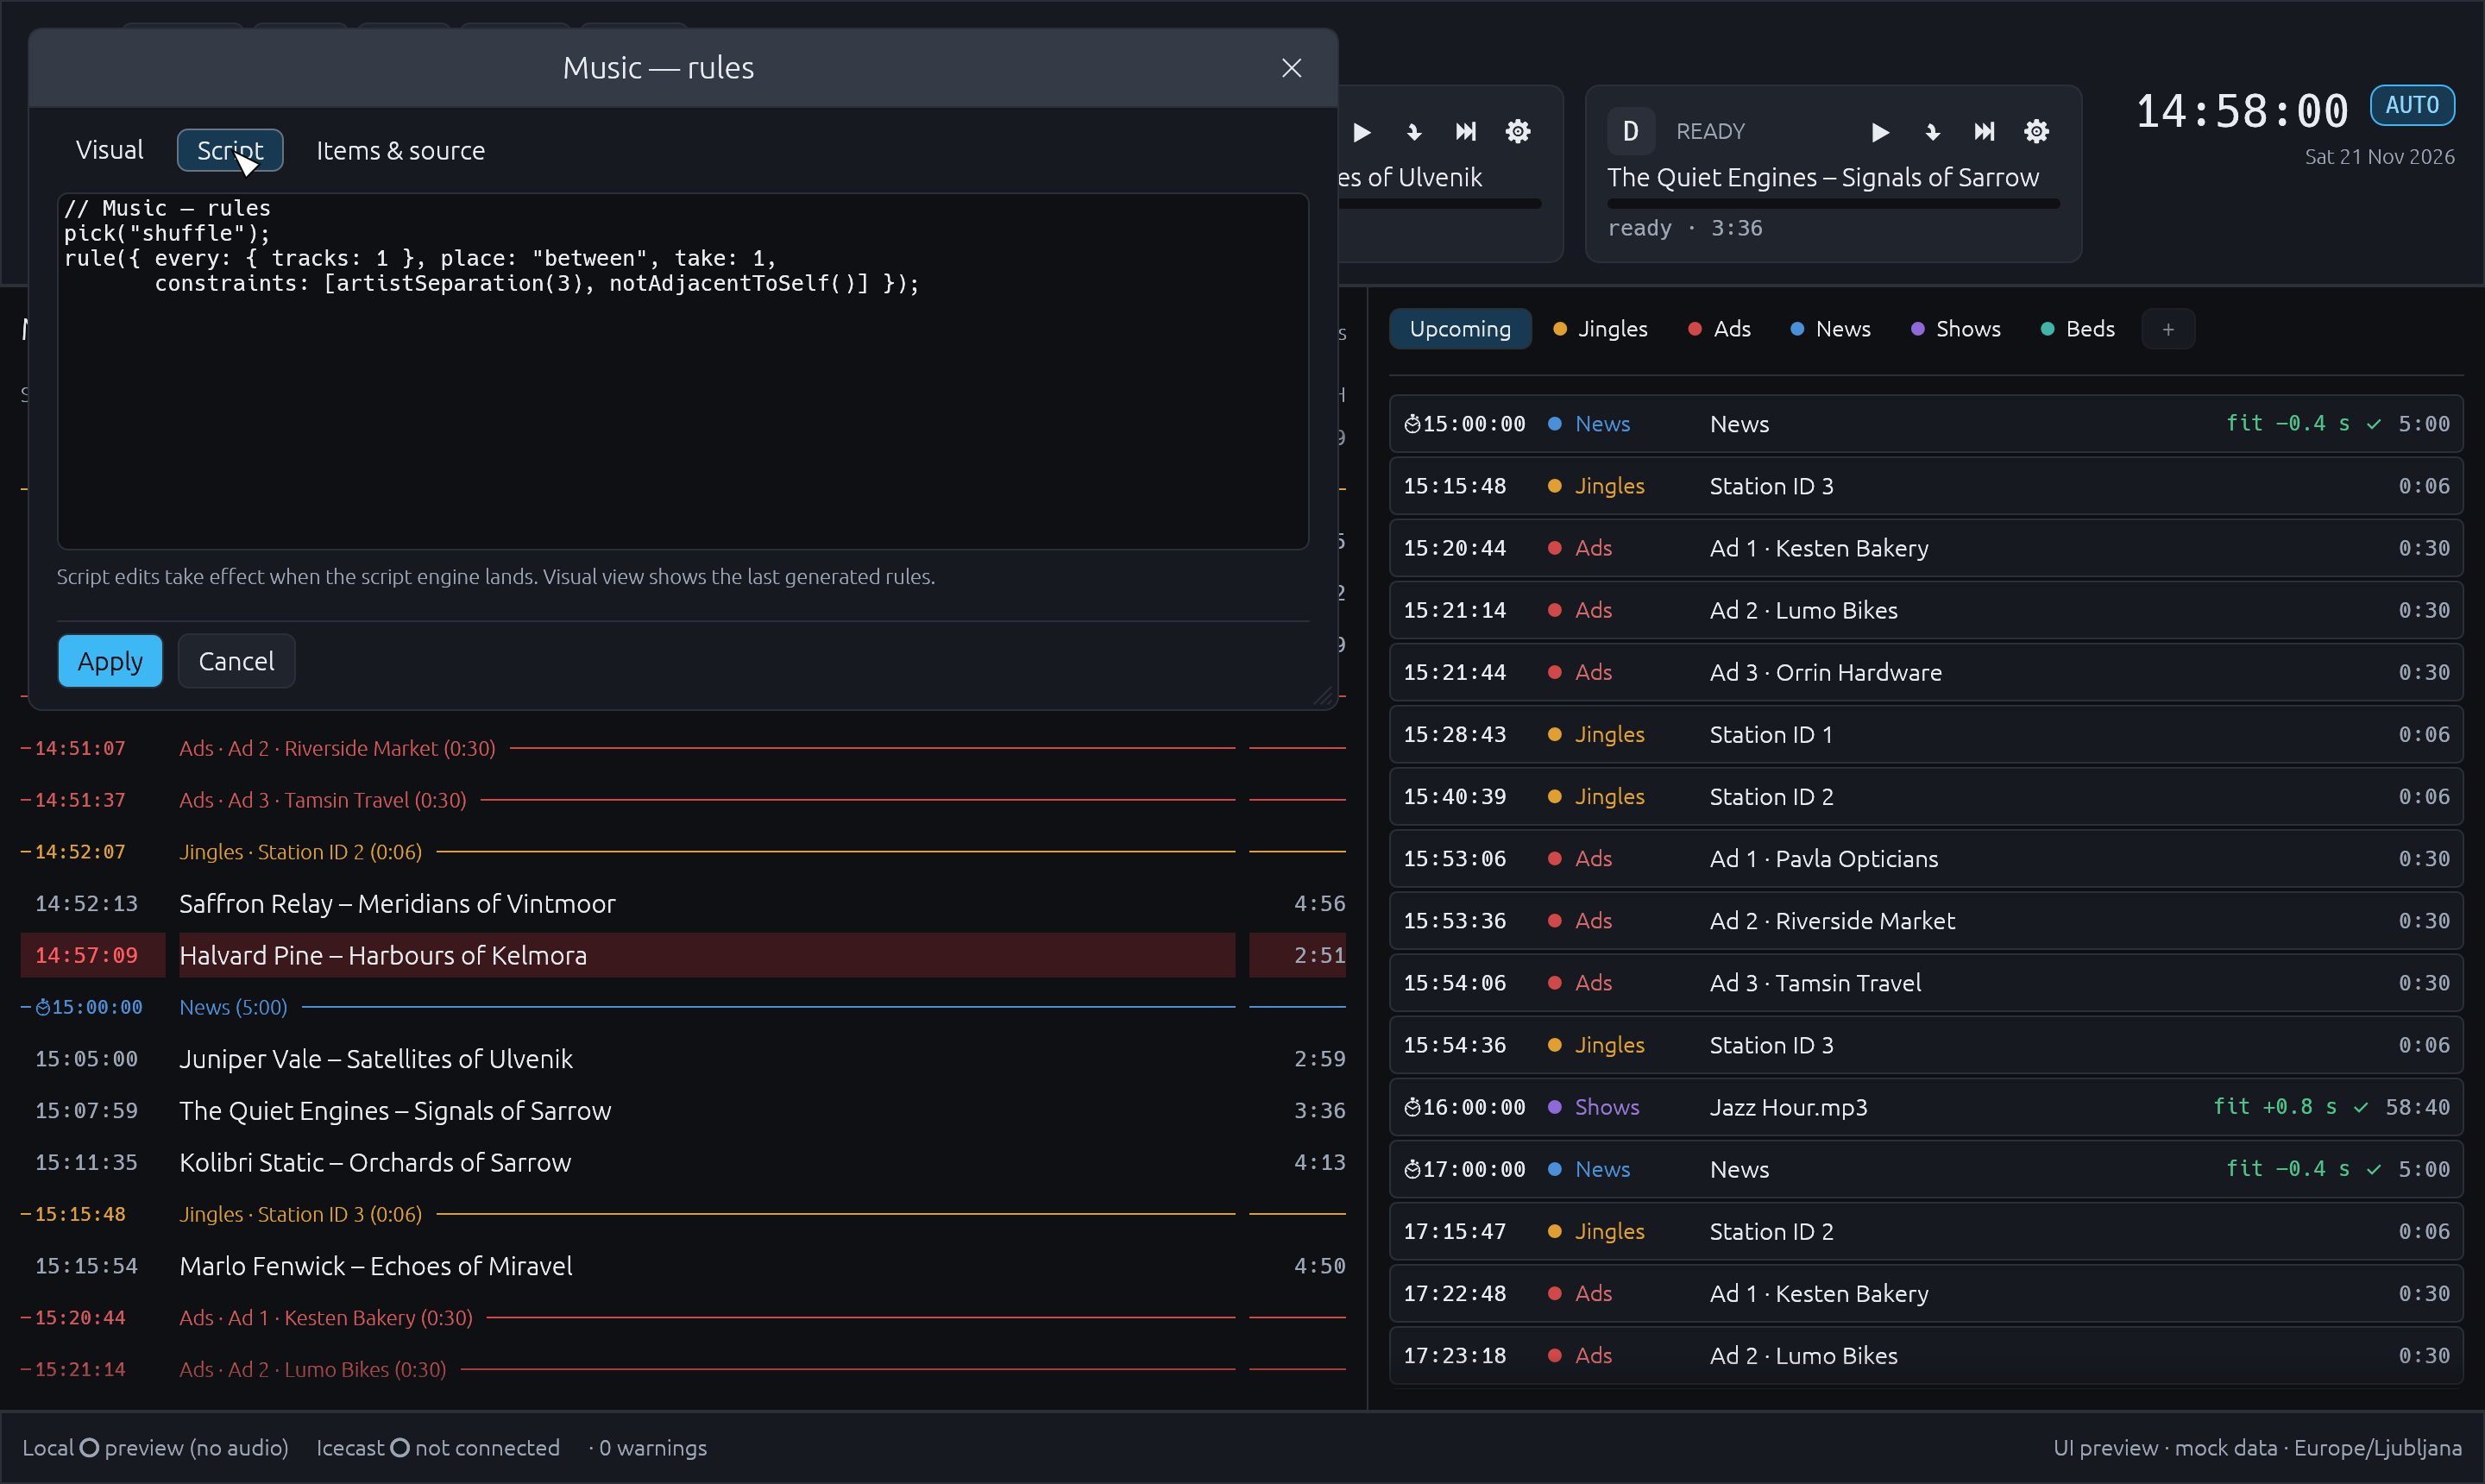 Music — rules
Visual Script Items & source
// Music — rules
pick("shuffle");
rule({ every: { tracks: 1 }, place: "between", take: 1,
constraints: [artistSeparation(3), notAdjacentToSelf()] });
Script edits take effect when the script engine lands. Visual view shows the last generated rules.
Apply Cancel
es of Ulvenik
D READY
The Quiet Engines – Signals of Sarrow
ready · 3:36
14:58:00 AUTO
Sat 21 Nov 2026
–14:51:07 Ads · Ad 2 · Riverside Market (0:30)
–14:51:37 Ads · Ad 3 · Tamsin Travel (0:30)
–14:52:07 Jingles · Station ID 2 (0:06)
14:52:13 Saffron Relay – Meridians of Vintmoor 4:56
14:57:09 Halvard Pine – Harbours of Kelmora 2:51
–15:00:00 News (5:00)
15:05:00 Juniper Vale – Satellites of Ulvenik 2:59
15:07:59 The Quiet Engines – Signals of Sarrow 3:36
15:11:35 Kolibri Static – Orchards of Sarrow 4:13
–15:15:48 Jingles · Station ID 3 (0:06)
15:15:54 Marlo Fenwick – Echoes of Miravel 4:50
–15:20:44 Ads · Ad 1 · Kesten Bakery (0:30)
–15:21:14 Ads · Ad 2 · Lumo Bikes (0:30)
Upcoming Jingles Ads News Shows Beds +
15:00:00 News News fit −0.4 s ✓ 5:00
15:15:48 Jingles Station ID 3 0:06
15:20:44 Ads Ad 1 · Kesten Bakery 0:30
15:21:14 Ads Ad 2 · Lumo Bikes 0:30
15:21:44 Ads Ad 3 · Orrin Hardware 0:30
15:28:43 Jingles Station ID 1 0:06
15:40:39 Jingles Station ID 2 0:06
15:53:06 Ads Ad 1 · Pavla Opticians 0:30
15:53:36 Ads Ad 2 · Riverside Market 0:30
15:54:06 Ads Ad 3 · Tamsin Travel 0:30
15:54:36 Jingles Station ID 3 0:06
16:00:00 Shows Jazz Hour.mp3 fit +0.8 s ✓ 58:40
17:00:00 News News fit −0.4 s ✓ 5:00
17:15:47 Jingles Station ID 2 0:06
17:22:48 Ads Ad 1 · Kesten Bakery 0:30
17:23:18 Ads Ad 2 · Lumo Bikes 0:30
Local preview (no audio) Icecast not connected · 0 warnings
UI preview · mock data · Europe/Ljubljana